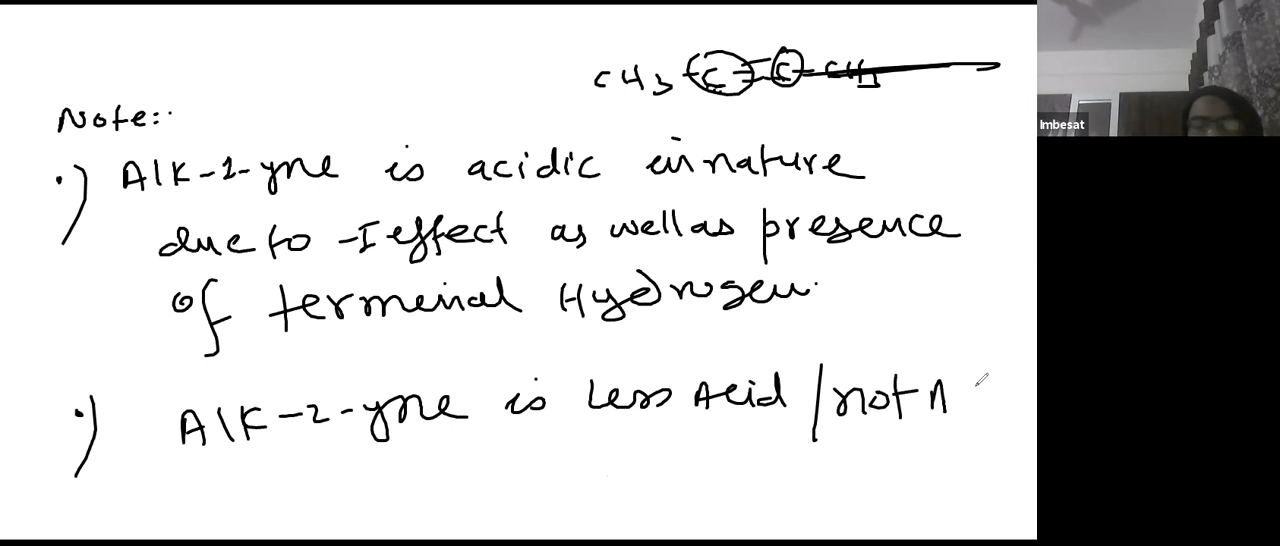 CH3-C≡C-CH3
Note:-
·) Alk-1-yne is acidic in nature
due to -I effect as well as presence
of terminal Hydrogen.
·) Alk-2-yne is Less Acid / not A
Imbesat